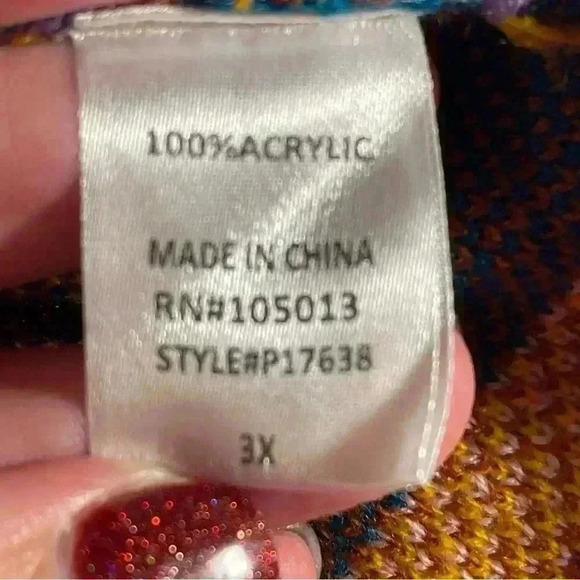 100%ACRYLIC
MADE IN CHINA
RN#105013
STYLE#P17638
3X